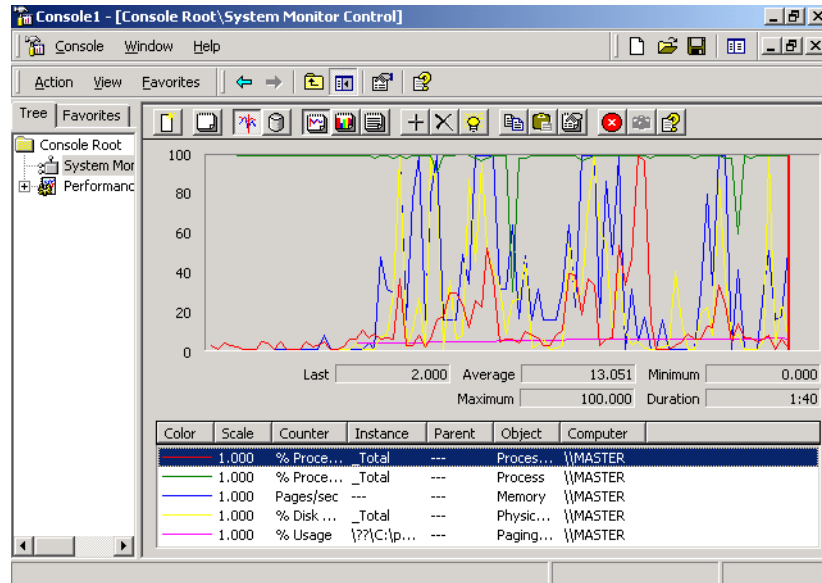 Console1 - [Console Root\System Monitor Control]
Console Window Help
Action View Favorites
Tree Favorites
Console Root
System Mor
Performanc
100
80
60
40
20
0
Last 2.000 Average 13.051 Minimum 0.000
Maximum 100.000 Duration 1:40
Color Scale Counter Instance Parent Object Computer
1.000 % Proce... _Total --- Proces... \\MASTER
1.000 % Proce... _Total --- Process \\MASTER
1.000 Pages/sec --- --- Memory \\MASTER
1.000 % Disk ... _Total --- Physic... \\MASTER
1.000 % Usage \??\C:\p... --- Paging... \\MASTER